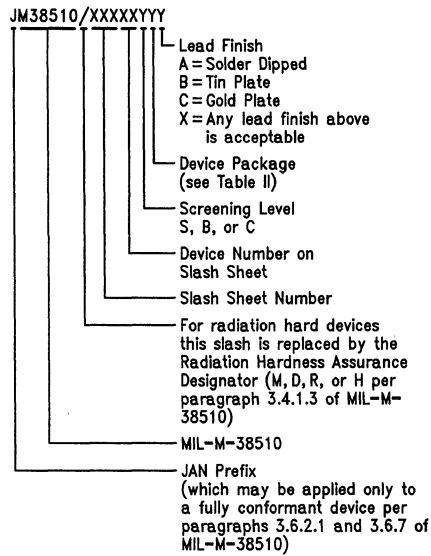 JM38510/XXXXXYYY
Lead Finish
A = Solder Dipped
B = Tin Plate
C = Gold Plate
X = Any lead finish above
is acceptable
Device Package
(see Table II)
Screening Level
S, B, or C
Device Number on
Slash Sheet
Slash Sheet Number
For radiation hard devices
this slash is replaced by the
Radiation Hardness Assurance
Designator (M, D, R, or H per
paragraph 3.4.1.3 of MIL-M-
38510)
MIL-M-38510
JAN Prefix
(which may be applied only to
a fully conformant device per
paragraphs 3.6.2.1 and 3.6.7 of
MIL-M-38510)